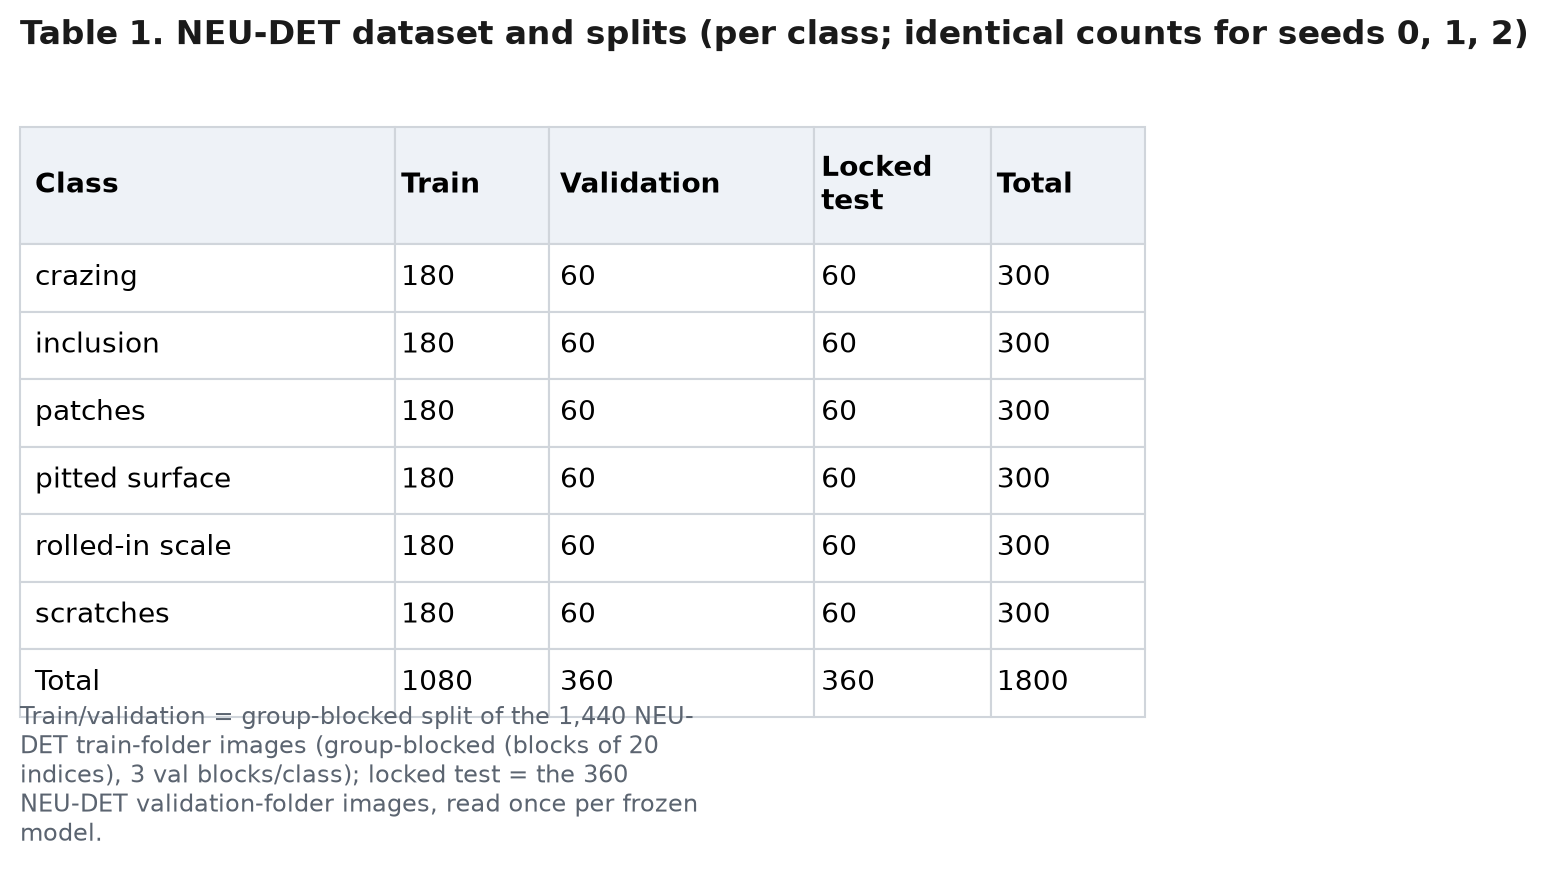 Table 1. NEU-DET dataset and splits (per class; identical counts for seeds 0, 1, 2)
Class Train Validation Locked test Total
crazing 180 60 60 300
inclusion 180 60 60 300
patches 180 60 60 300
pitted surface 180 60 60 300
rolled-in scale 180 60 60 300
scratches 180 60 60 300
Total 1080 360 360 1800
Train/validation = group-blocked split of the 1,440 NEU-
DET train-folder images (group-blocked (blocks of 20
indices), 3 val blocks/class); locked test = the 360
NEU-DET validation-folder images, read once per frozen
model.